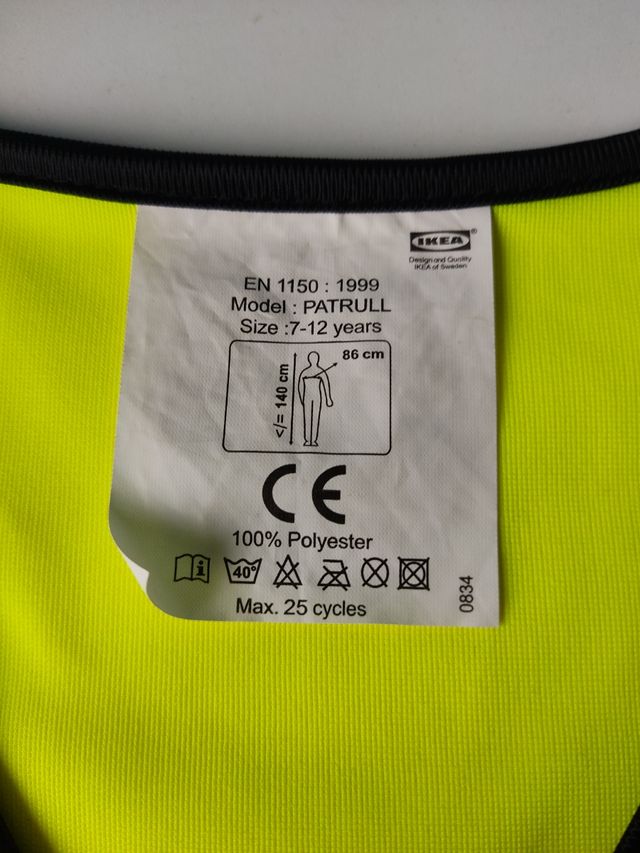 IKEA®
Design and Quality
IKEA of Sweden
EN 1150 : 1999
Model : PATRULL
Size :7-12 years
86 cm
</= 140 cm
CE
100% Polyester
i
40°
Max. 25 cycles
0834